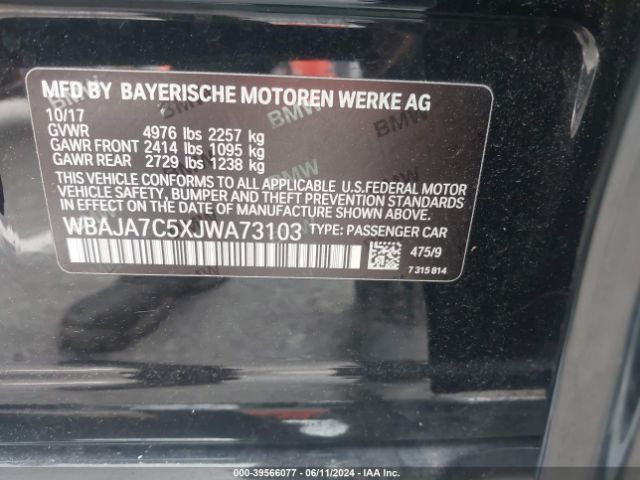 MFD BY BAYERISCHE MOTOREN WERKE AG
10/17
GVWR 4976 lbs 2257 kg
GAWR FRONT 2414 lbs 1095 kg
GAWR REAR 2729 lbs 1238 kg
THIS VEHICLE CONFORMS TO ALL APPLICABLE U.S.FEDERAL MOTOR
VEHICLE SAFETY, BUMPER AND THEFT PREVENTION STANDARDS
IN EFFECT ON THE DATE OF MANUFACTURE SHOWN ABOVE.
WBAJA7C5XJWA73103 TYPE: PASSENGER CAR
475/9
7 315 814
000-39566077 - 06/11/2024 - IAA Inc.